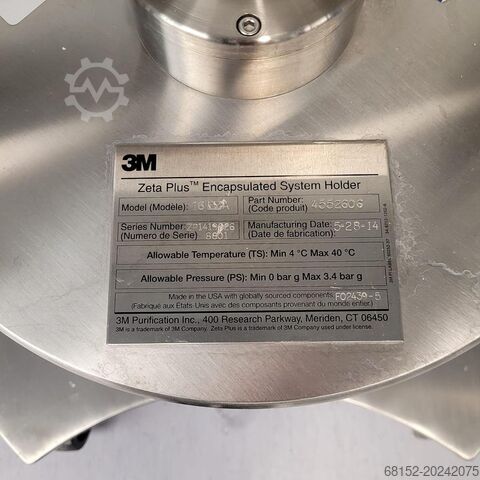 3M
Zeta Plus™ Encapsulated System Holder
Model (Modèle):
Part Number: 4552606
(Code produit)
Series Number:
(Numero de Serie) 8801
Manufacturing Date: 5-28-14
(Date de fabrication):
Allowable Temperature (TS): Min 4 °C Max 40 °C
Allowable Pressure (PS): Min 0 bar g Max 3.4 bar g
Made in the USA with globally sourced components.
(Fabriqué aux États-Unis avec des composants provenant du monde entier.)
3M Purification Inc., 400 Research Parkway, Meriden, CT 06450
3M is a trademark of 3M Company. Zeta Plus is a trademark of 3M Company used under license.
68152-20242075